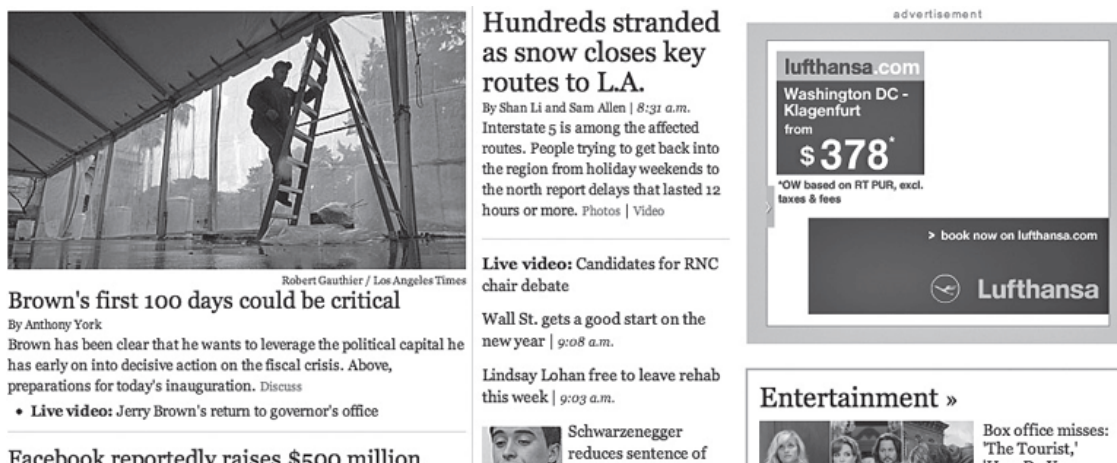 Robert Gauthier / Los Angeles Times
Brown's first 100 days could be critical
By Anthony York
Brown has been clear that he wants to leverage the political capital he
has early on into decisive action on the fiscal crisis. Above,
preparations for today's inauguration. Discuss
• Live video: Jerry Brown's return to governor's office
Facebook reportedly raises $500 million
Hundreds stranded
as snow closes key
routes to L.A.
By Shan Li and Sam Allen | 8:31 a.m.
Interstate 5 is among the affected
routes. People trying to get back into
the region from holiday weekends to
the north report delays that lasted 12
hours or more. Photos | Video
Live video: Candidates for RNC
chair debate
Wall St. gets a good start on the
new year | 9:08 a.m.
Lindsay Lohan free to leave rehab
this week | 9:03 a.m.
Schwarzenegger
reduces sentence of
advertisement
lufthansa.com
Washington DC -
Klagenfurt
from
$378*
*OW based on RT PUR, excl.
taxes & fees
> book now on lufthansa.com
Lufthansa
Entertainment »
Box office misses:
'The Tourist,'